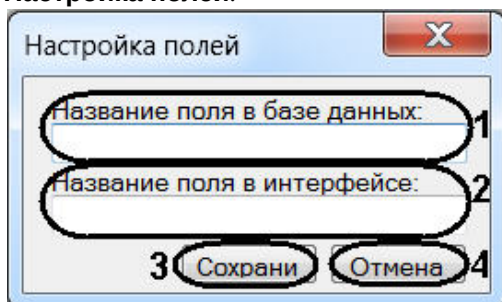 Настройка полей.
Настройка полей
X
Название поля в базе данных: 1
Название поля в интерфейсе: 2
3 Сохрани Отмена 4